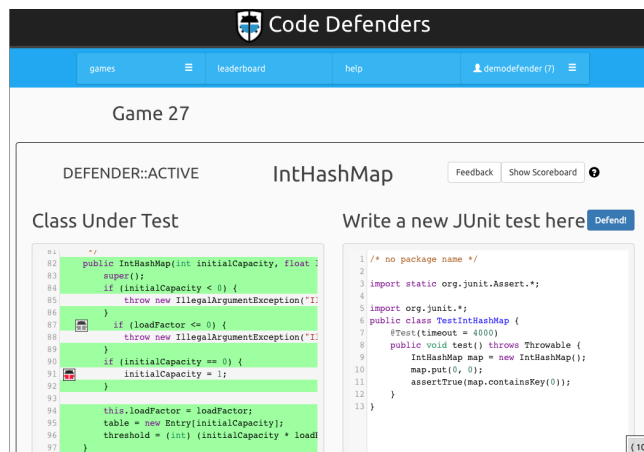 Code Defenders
games leaderboard help demodefender (7)
Game 27
DEFENDER::ACTIVE IntHashMap Feedback Show Scoreboard ?
Class Under Test
81 */
82 public IntHashMap(int initialCapacity, float
83 super();
84 if (initialCapacity < 0) {
85 throw new IllegalArgumentException("
86 }
87 if (loadFactor <= 0) {
88 throw new IllegalArgumentException("
89 }
90 if (initialCapacity == 0) {
91 initialCapacity = 1;
92 }
93
94 this.loadFactor = loadFactor;
95 table = new Entry[initialCapacity];
96 threshold = (int) (initialCapacity *
97 }
Write a new JUnit test here Defend!
1 /* no package name */
2
3 import static org.junit.Assert.*;
4
5 import org.junit.*;
6 public class TestIntHashMap {
7 @Test(timeout = 4000)
8 public void test() throws Throwable {
9 IntHashMap map = new IntHashMap();
10 map.put(0, 0);
11 assertTrue(map.containsKey(0));
12 }
13 }